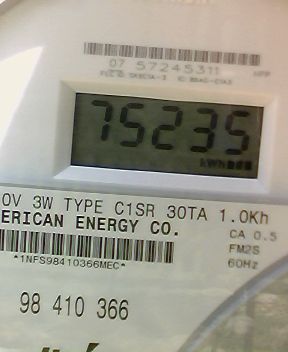 07 57245311
75235
kWh
0V 3W TYPE C1SR 30TA 1.0Kh
ERICAN ENERGY CO.
CA 0.5
FM2S
60Hz
*1NFS98410366MEC*
98 410 366